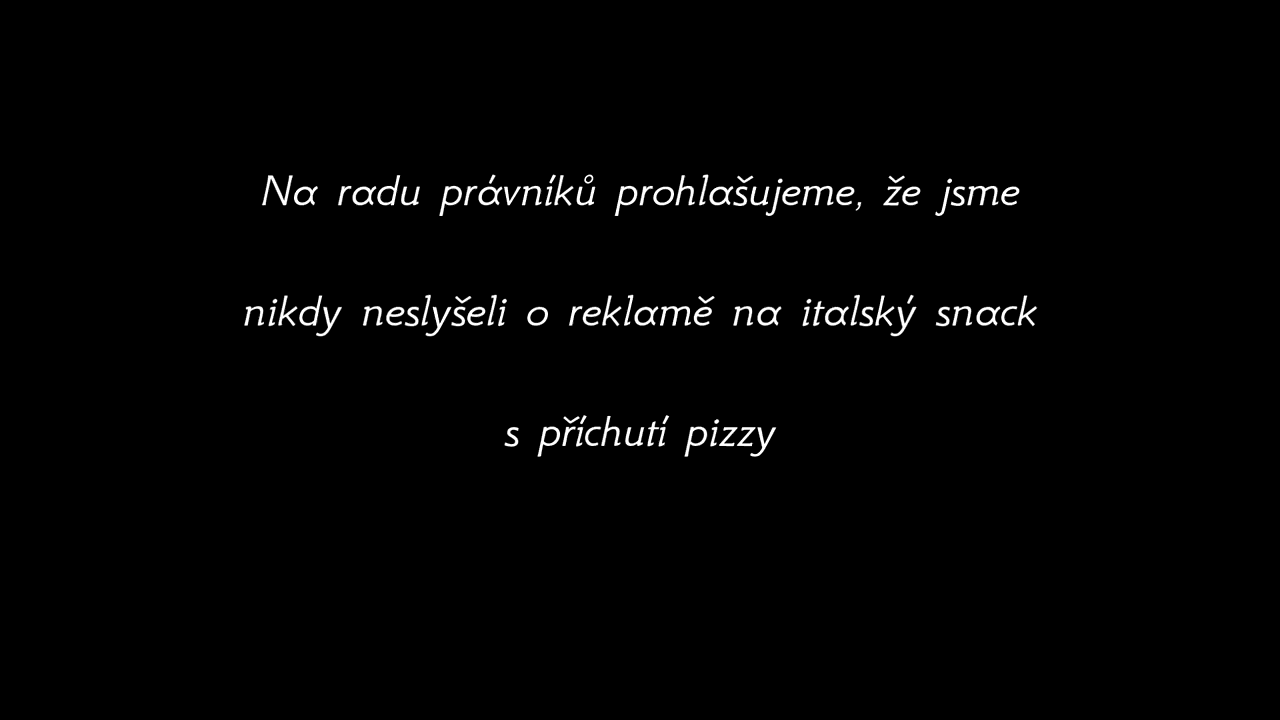 Na radu právníků prohlašujeme, že jsme
nikdy neslyšeli o reklamě na italský snack
s příchutí pizzy